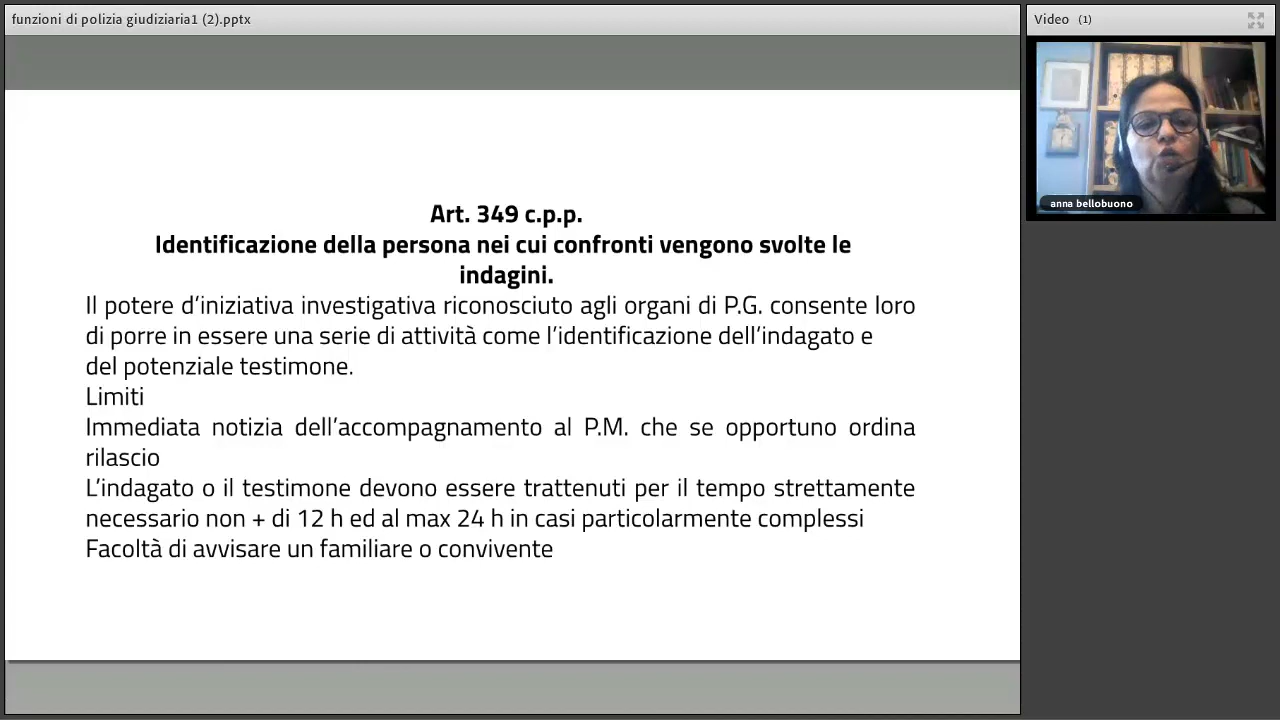 funzioni di polizia giudiziaria1 (2).pptx
Video (1)
anna bellobuono
Art. 349 c.p.p.
Identificazione della persona nei cui confronti vengono svolte le
indagini.
Il potere d’iniziativa investigativa riconosciuto agli organi di P.G. consente loro
di porre in essere una serie di attività come l’identificazione dell’indagato e
del potenziale testimone.
Limiti
Immediata notizia dell’accompagnamento al P.M. che se opportuno ordina
rilascio
L’indagato o il testimone devono essere trattenuti per il tempo strettamente
necessario non + di 12 h ed al max 24 h in casi particolarmente complessi
Facoltà di avvisare un familiare o convivente